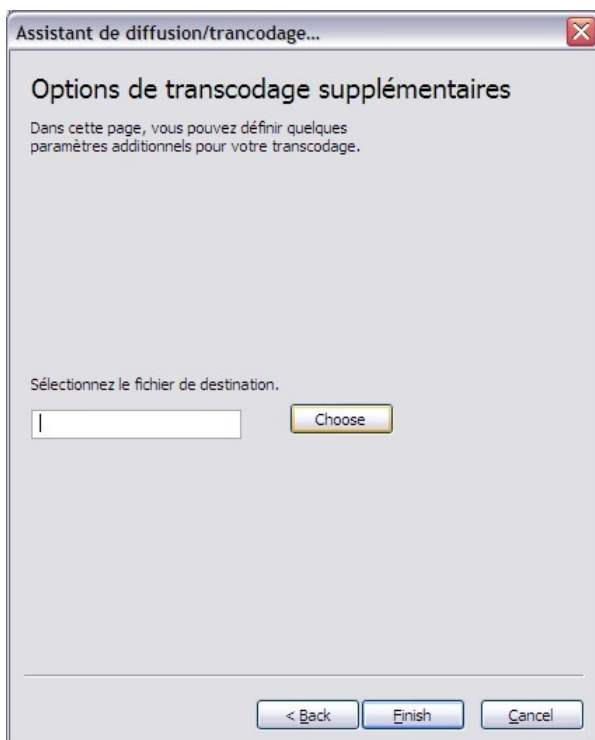 Assistant de diffusion/trancodage...
Options de transcodage supplémentaires
Dans cette page, vous pouvez définir quelques
paramètres additionnels pour votre transcodage.
Sélectionnez le fichier de destination.
Choose
< Back Finish Cancel